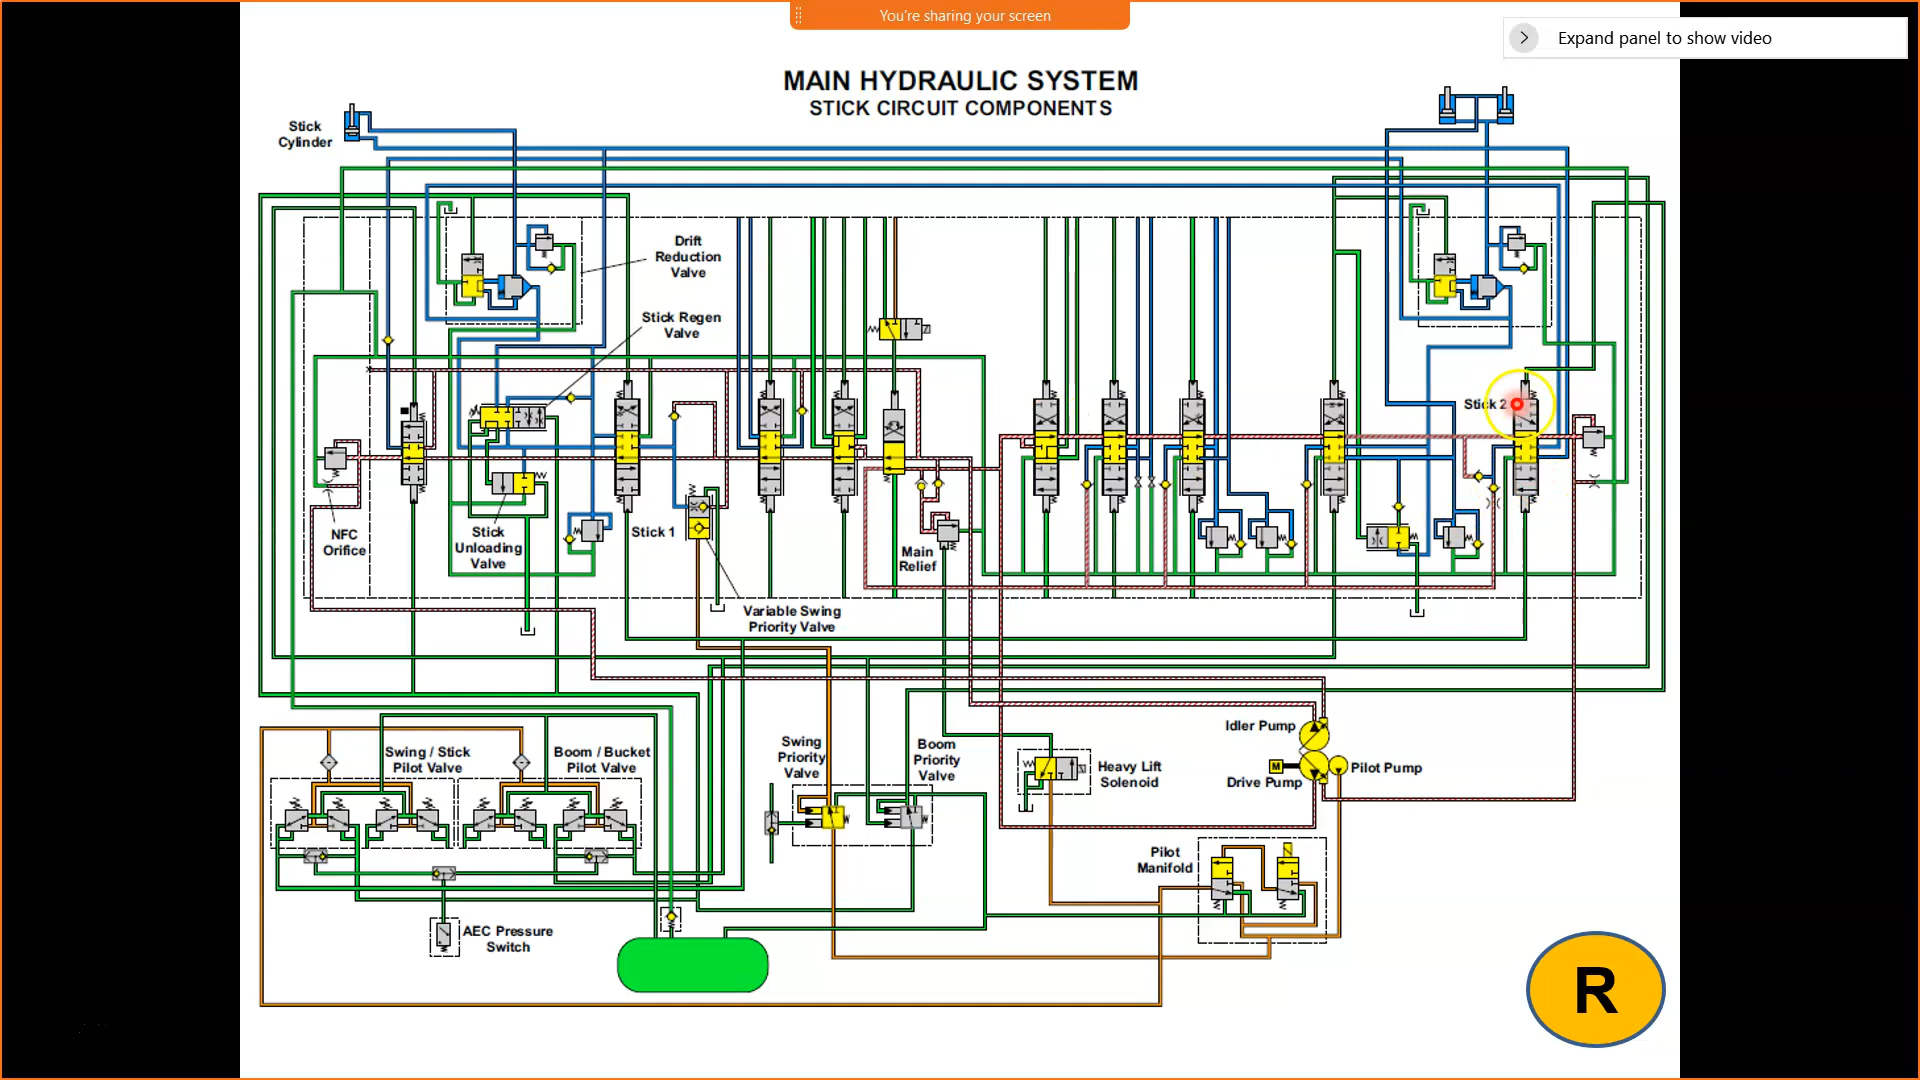 You're sharing your screen
Expand panel to show video
MAIN HYDRAULIC SYSTEM
STICK CIRCUIT COMPONENTS
Stick
Cylinder
Drift
Reduction
Valve
Stick Regen
Valve
Stick 2
NFC
Orifice
Stick
Unloading
Valve
Stick 1
Main
Relief
Variable Swing
Priority Valve
Swing / Stick
Pilot Valve
Boom / Bucket
Pilot Valve
Swing
Priority
Valve
Boom
Priority
Valve
Heavy Lift
Solenoid
Idler Pump
M
Pilot Pump
Drive Pump
Pilot
Manifold
AEC Pressure
Switch
R